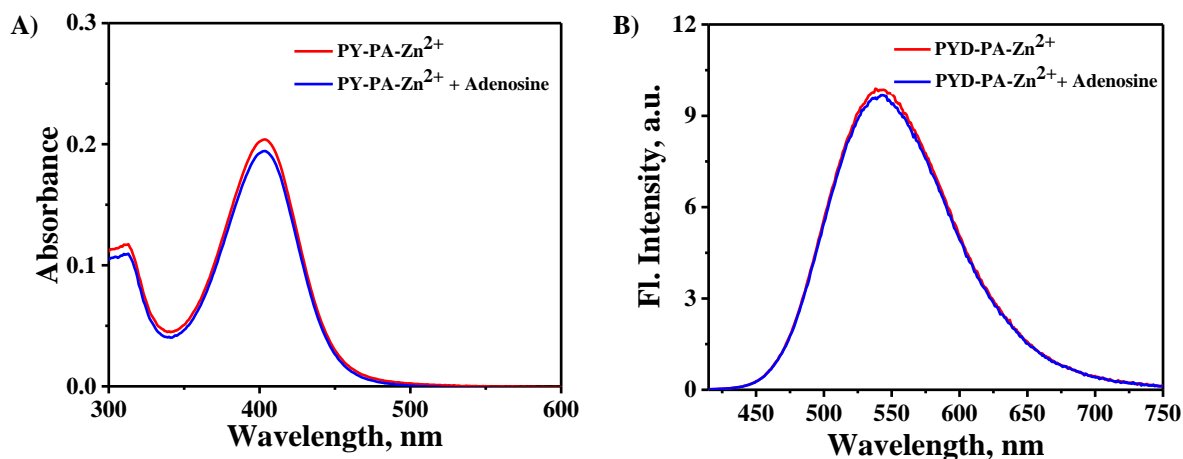 A)
0.3
0.2
0.1
0.0
Absorbance
PY-PA-Zn²⁺
PY-PA-Zn²⁺ + Adenosine
300 400 500 600
Wavelength, nm
B)
12
9
6
3
0
Fl. Intensity, a.u.
PYD-PA-Zn²⁺
PYD-PA-Zn²⁺ + Adenosine
450 500 550 600 650 700 750
Wavelength, nm